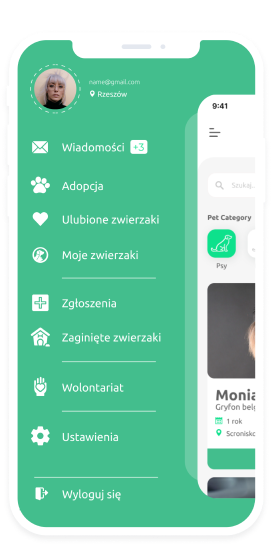 name@gmail.com
Rzeszów
9:41
Wiadomości +3
Adopcja
Szukaj.
Ulubione zwierzaki
Pet Category
Moje zwierzaki
Psy
Zgłoszenia
Zaginięte zwierzaki
Wolontariat
Monia
Gryfon belg
1 rok
Scronisko
Ustawienia
Wyloguj się